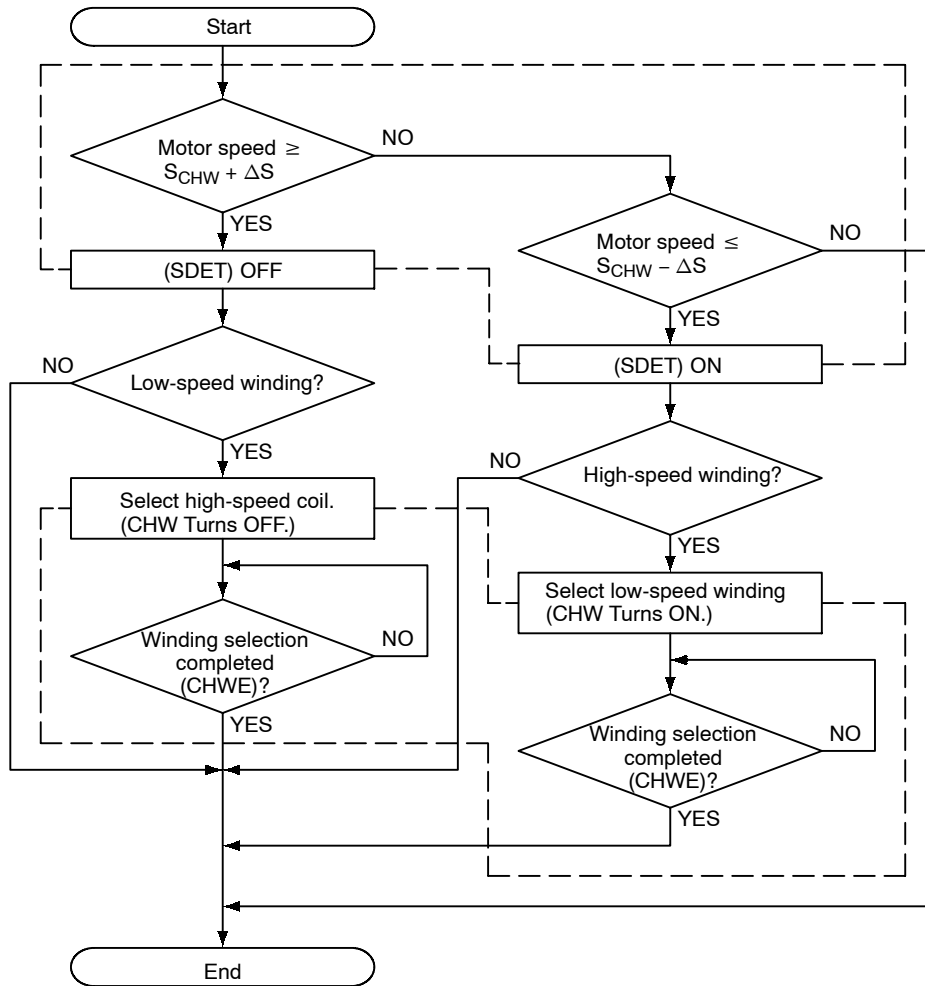 Start
Motor speed ≥
SCHW + ΔS
NO
YES
(SDET) OFF
Motor speed ≤
SCHW − ΔS
NO
YES
(SDET) ON
Low-speed winding?
NO
YES
Select high-speed coil.
(CHW Turns OFF.)
High-speed winding?
NO
YES
Select low-speed winding
(CHW Turns ON.)
Winding selection
completed
(CHWE)?
NO
YES
Winding selection
completed
(CHWE)?
NO
YES
End